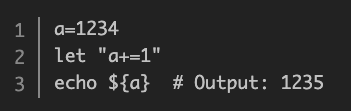 1 a=1234
2 let "a+=1"
3 echo ${a}  # Output: 1235